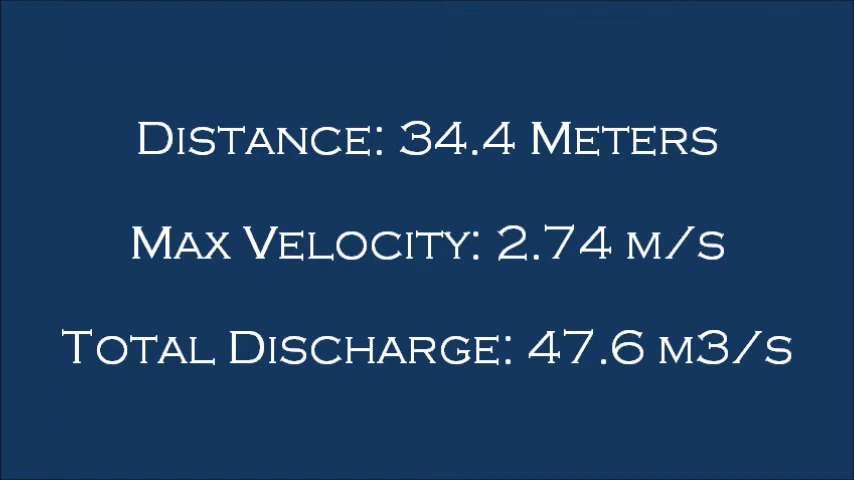 Distance: 34.4 Meters
Max Velocity: 2.74 m/s
Total Discharge: 47.6 m3/s